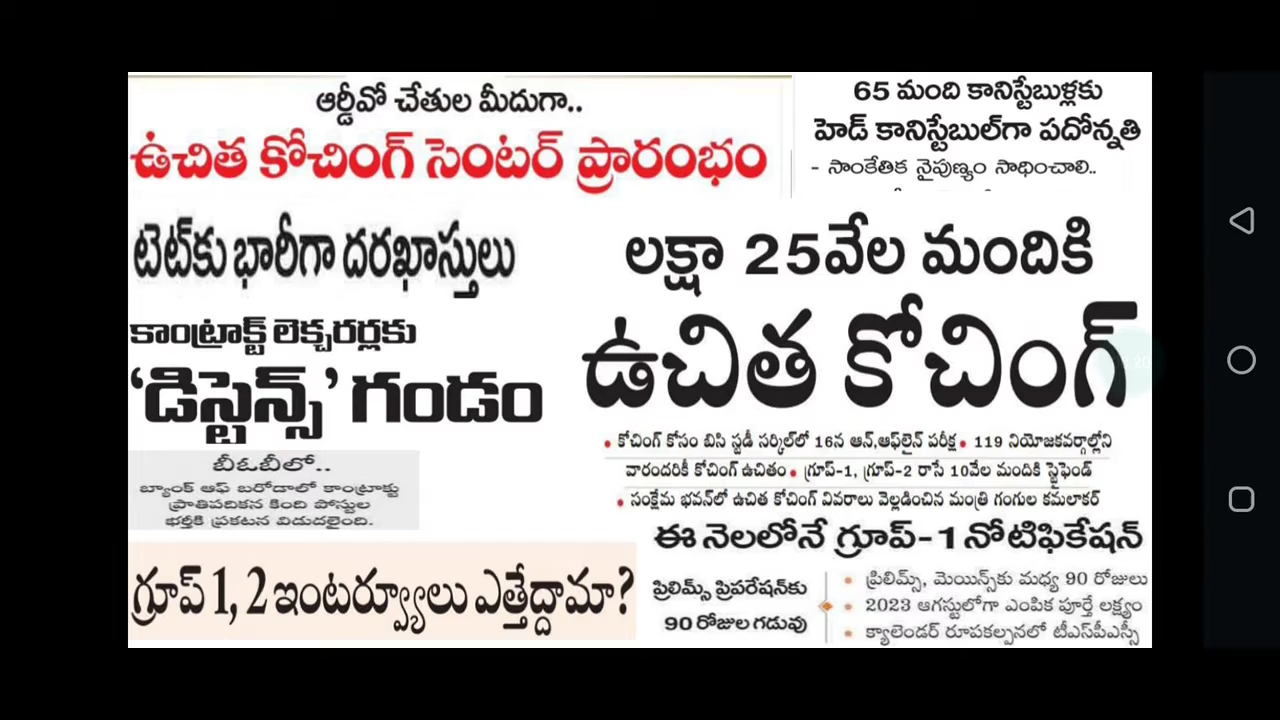 ఆర్డీవో చేతుల మీదుగా..
ఉచిత కోచింగ్ సెంటర్ ప్రారంభం
65 మంది కానిస్టేబుళ్లకు
హెడ్ కానిస్టేబుల్‌గా పదోన్నతి
- సాంకేతిక నైపుణ్యం సాధించాలి..
టెట్‌కు భారీగా దరఖాస్తులు
కాంట్రాక్ట్ లెక్చరర్లకు
'డిస్టెన్స్' గండం
బీఓబీలో..
బ్యాంక్ ఆఫ్ బరోడాలో కాంట్రాక్టు
ప్రాతిపదికన కింది పోస్టుల
భర్తీకి ప్రకటన విడుదలైంది.
గ్రూప్ 1, 2 ఇంటర్వ్యూలు ఎత్తేద్దామా?
లక్షా 25వేల మందికి
ఉచిత కోచింగ్
• కోచింగ్ కోసం బిసి స్టడీ సర్కిల్‌లో 16న ఆన్,ఆఫ్‌లైన్ పరీక్ష • 119 నియోజకవర్గాల్లోని
వారందరికీ కోచింగ్ ఉచితం • గ్రూప్-1, గ్రూప్-2 రాసే 10వేల మందికి స్టైఫెండ్
• సంక్షేమ భవన్‌లో ఉచిత కోచింగ్ వివరాలు వెల్లడించిన మంత్రి గంగుల కమలాకర్
ఈ నెలలోనే గ్రూప్-1 నోటిఫికేషన్
ప్రిలిమ్స్ ప్రిపరేషన్‌కు
90 రోజుల గడువు
• ప్రిలిమ్స్, మెయిన్స్‌కు మధ్య 90 రోజులు
• 2023 ఆగస్టులోగా ఎంపిక పూర్తే లక్ష్యం
• క్యాలెండర్ రూపకల్పనలో టీఎస్‌పీఎస్సీ